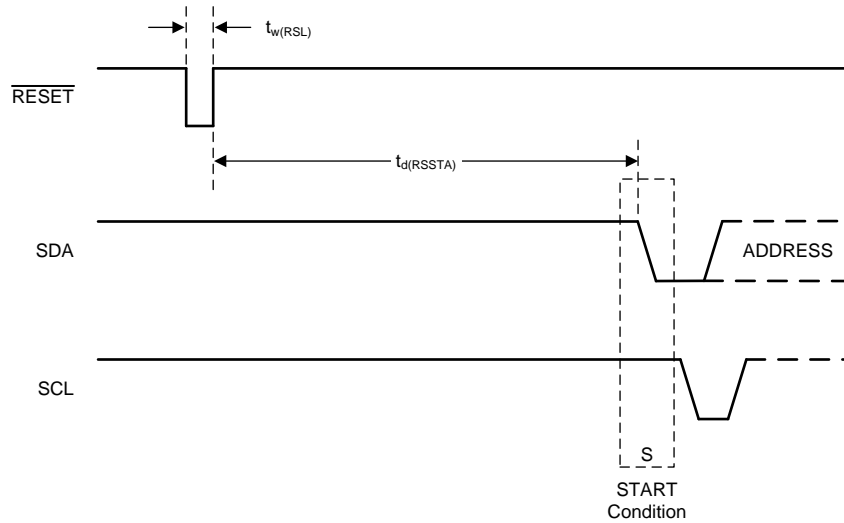 tw(RSL)
RESET
td(RSSTA)
SDA
ADDRESS
SCL
S
START
Condition